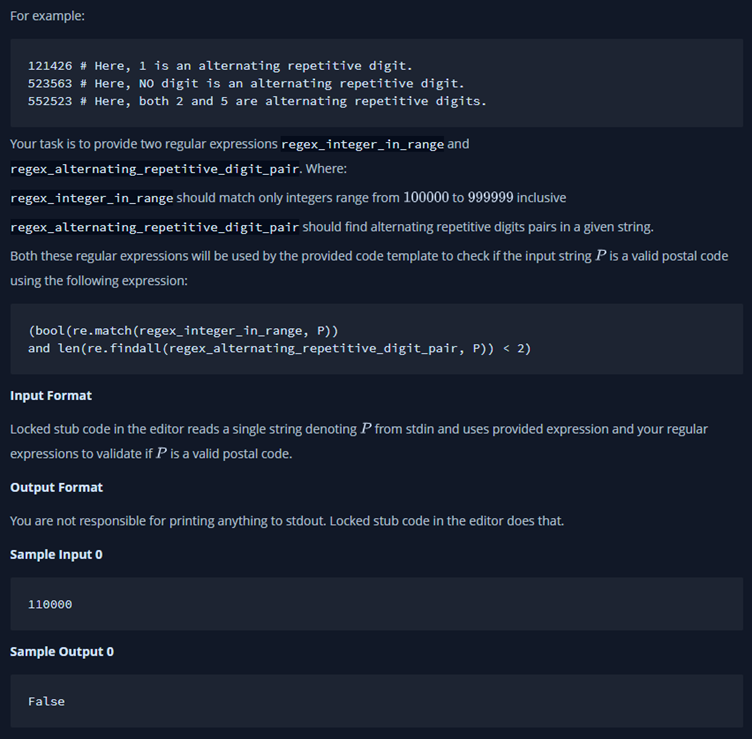 For example:
121426 # Here, 1 is an alternating repetitive digit.
523563 # Here, NO digit is an alternating repetitive digit.
552523 # Here, both 2 and 5 are alternating repetitive digits.
Your task is to provide two regular expressions regex_integer_in_range and
regex_alternating_repetitive_digit_pair. Where:
regex_integer_in_range should match only integers range from 100000 to 999999 inclusive
regex_alternating_repetitive_digit_pair should find alternating repetitive digits pairs in a given string.
Both these regular expressions will be used by the provided code template to check if the input string P is a valid postal code
using the following expression:
(bool(re.match(regex_integer_in_range, P))
and len(re.findall(regex_alternating_repetitive_digit_pair, P)) < 2)
Input Format
Locked stub code in the editor reads a single string denoting P from stdin and uses provided expression and your regular
expressions to validate if P is a valid postal code.
Output Format
You are not responsible for printing anything to stdout. Locked stub code in the editor does that.
Sample Input 0
110000
Sample Output 0
False